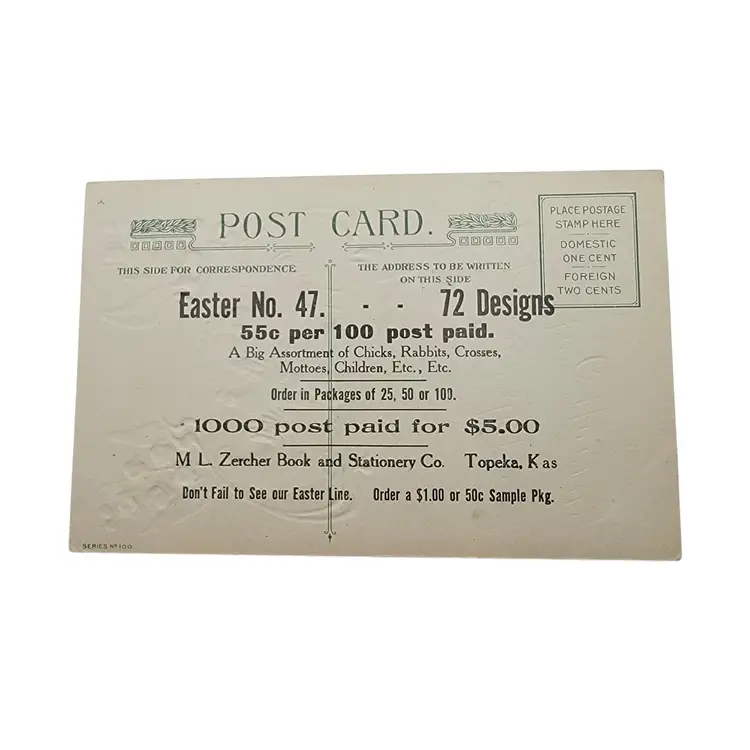 POST CARD.
PLACE POSTAGE
STAMP HERE
DOMESTIC
ONE CENT
FOREIGN
TWO CENTS
THIS SIDE FOR CORRESPONDENCE
THE ADDRESS TO BE WRITTEN
ON THIS SIDE
Easter No. 47. - - 72 Designs
55c per 100 post paid.
A Big Assortment of Chicks, Rabbits, Crosses,
Mottoes, Children, Etc., Etc.
Order in Packages of 25, 50 or 100.
1000 post paid for $5.00
M L. Zercher Book and Stationery Co. Topeka, Kas
Don't Fail to See our Easter Line. Order a $1.00 or 50c Sample Pkg.
SERIES Nº 100